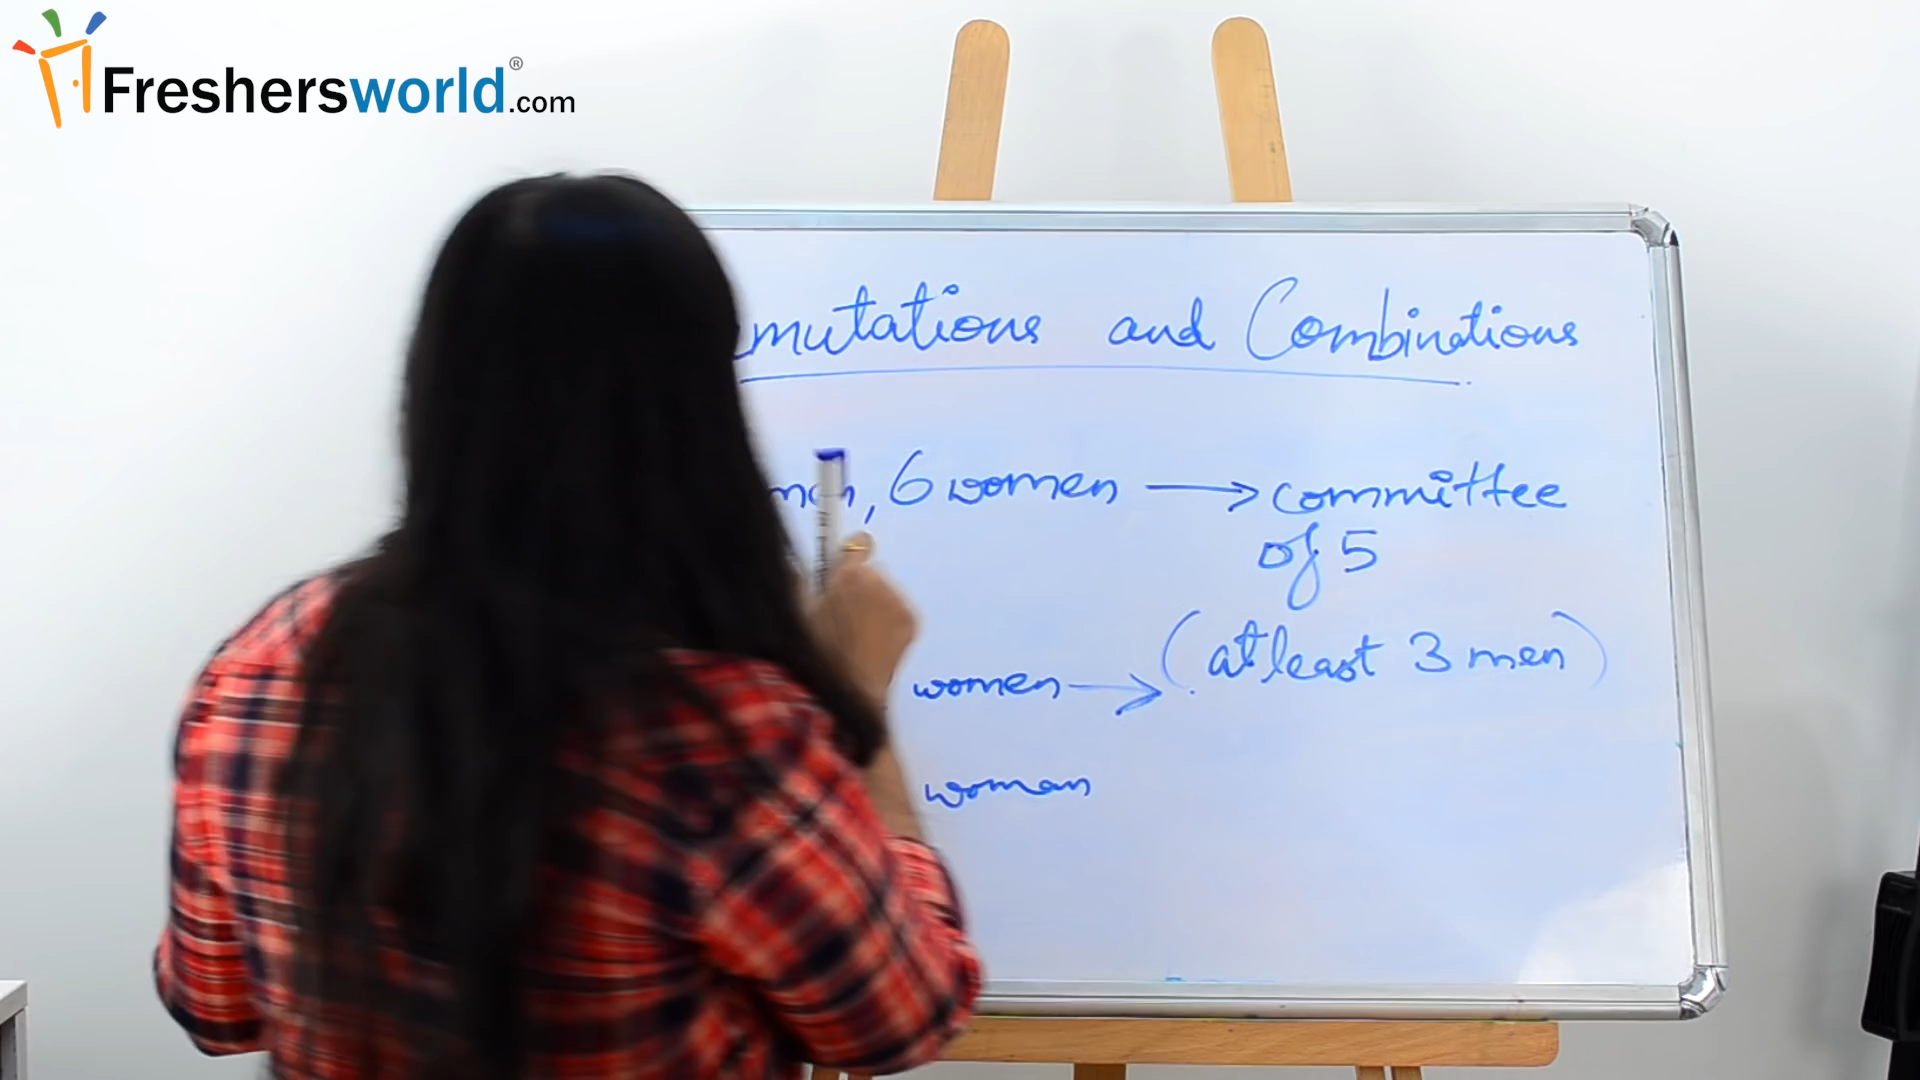 Freshersworld.com®
mutations and Combinations
men, 6 women → committee
of 5
(atleast 3 men)
women →
woman